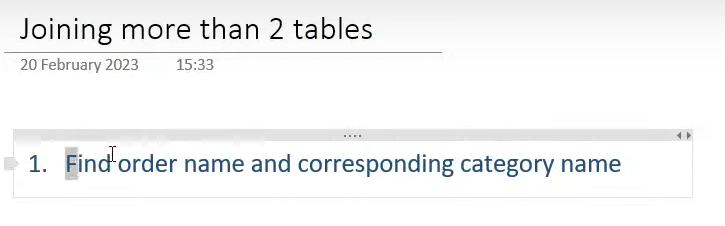 Joining more than 2 tables
20 February 2023 15:33
1. Find order name and corresponding category name